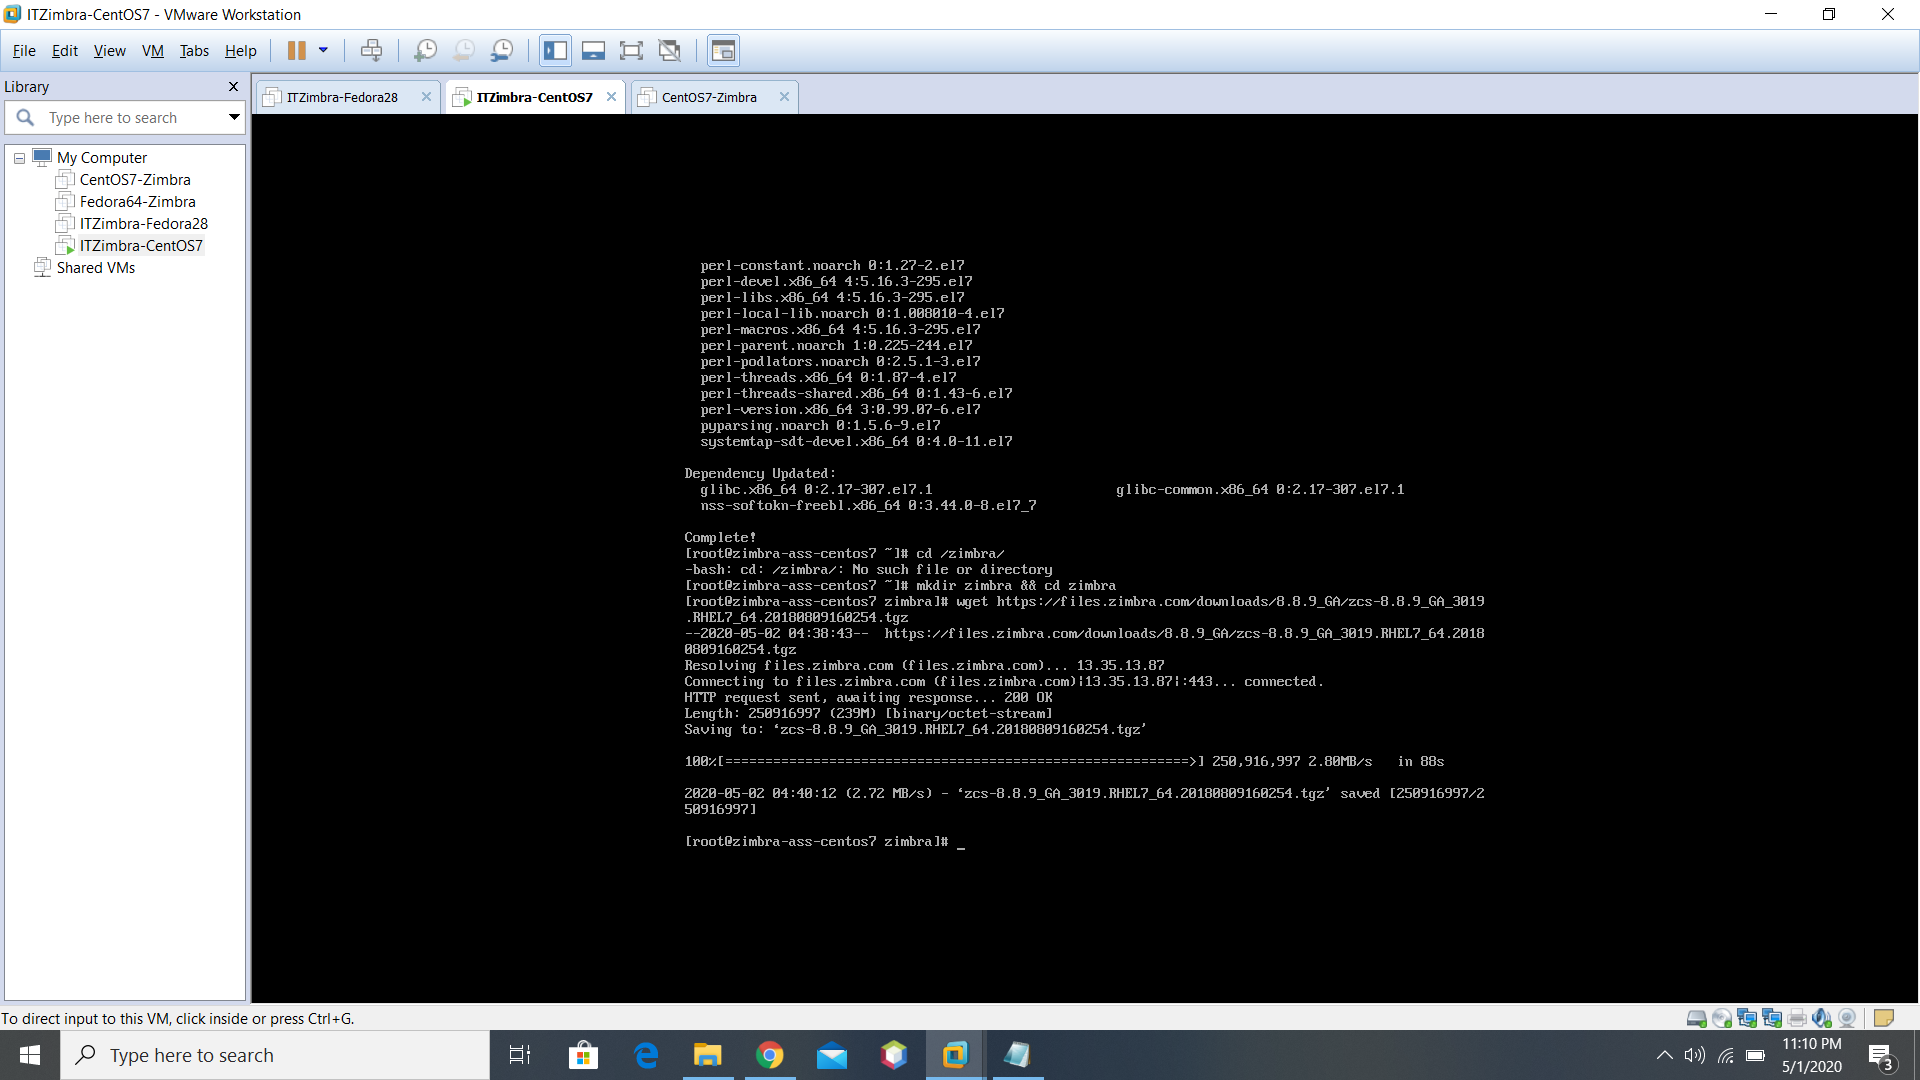 ITZimbra-CentOS7 - VMware Workstation
File Edit View VM Tabs Help
Library
Type here to search
My Computer
CentOS7-Zimbra
Fedora64-Zimbra
ITZimbra-Fedora28
ITZimbra-CentOS7
Shared VMs
ITZimbra-Fedora28 ITZimbra-CentOS7 CentOS7-Zimbra
perl-constant.noarch 0:1.27-2.el7
perl-devel.x86_64 4:5.16.3-295.el7
perl-libs.x86_64 4:5.16.3-295.el7
perl-local-lib.noarch 0:1.008010-4.el7
perl-macros.x86_64 4:5.16.3-295.el7
perl-parent.noarch 1:0.225-244.el7
perl-podlators.noarch 0:2.5.1-3.el7
perl-threads.x86_64 0:1.87-4.el7
perl-threads-shared.x86_64 0:1.43-6.el7
perl-version.x86_64 3:0.99.07-6.el7
pyparsing.noarch 0:1.5.6-9.el7
systemtap-sdt-devel.x86_64 0:4.0-11.el7
Dependency Updated:
glibc.x86_64 0:2.17-307.el7.1 glibc-common.x86_64 0:2.17-307.el7.1
nss-softokn-freebl.x86_64 0:3.44.0-8.el7_7
Complete!
[root@zimbra-ass-centos7 ~]# cd /zimbra/
-bash: cd: /zimbra/: No such file or directory
[root@zimbra-ass-centos7 ~]# mkdir zimbra && cd zimbra
[root@zimbra-ass-centos7 zimbra]# wget https://files.zimbra.com/downloads/8.8.9_GA/zcs-8.8.9_GA_3019
.RHEL7_64.20180809160254.tgz
--2020-05-02 04:38:43-- https://files.zimbra.com/downloads/8.8.9_GA/zcs-8.8.9_GA_3019.RHEL7_64.2018
0809160254.tgz
Resolving files.zimbra.com (files.zimbra.com)... 13.35.13.87
Connecting to files.zimbra.com (files.zimbra.com)|13.35.13.87|:443... connected.
HTTP request sent, awaiting response... 200 OK
Length: 250916997 (239M) [binary/octet-stream]
Saving to: ‘zcs-8.8.9_GA_3019.RHEL7_64.20180809160254.tgz’
100%[==========================================================>] 250,916,997 2.80MB/s in 88s
2020-05-02 04:40:12 (2.72 MB/s) - ‘zcs-8.8.9_GA_3019.RHEL7_64.20180809160254.tgz’ saved [250916997/2
50916997]
[root@zimbra-ass-centos7 zimbra]# _
To direct input to this VM, click inside or press Ctrl+G.
Type here to search
11:10 PM
5/1/2020
3